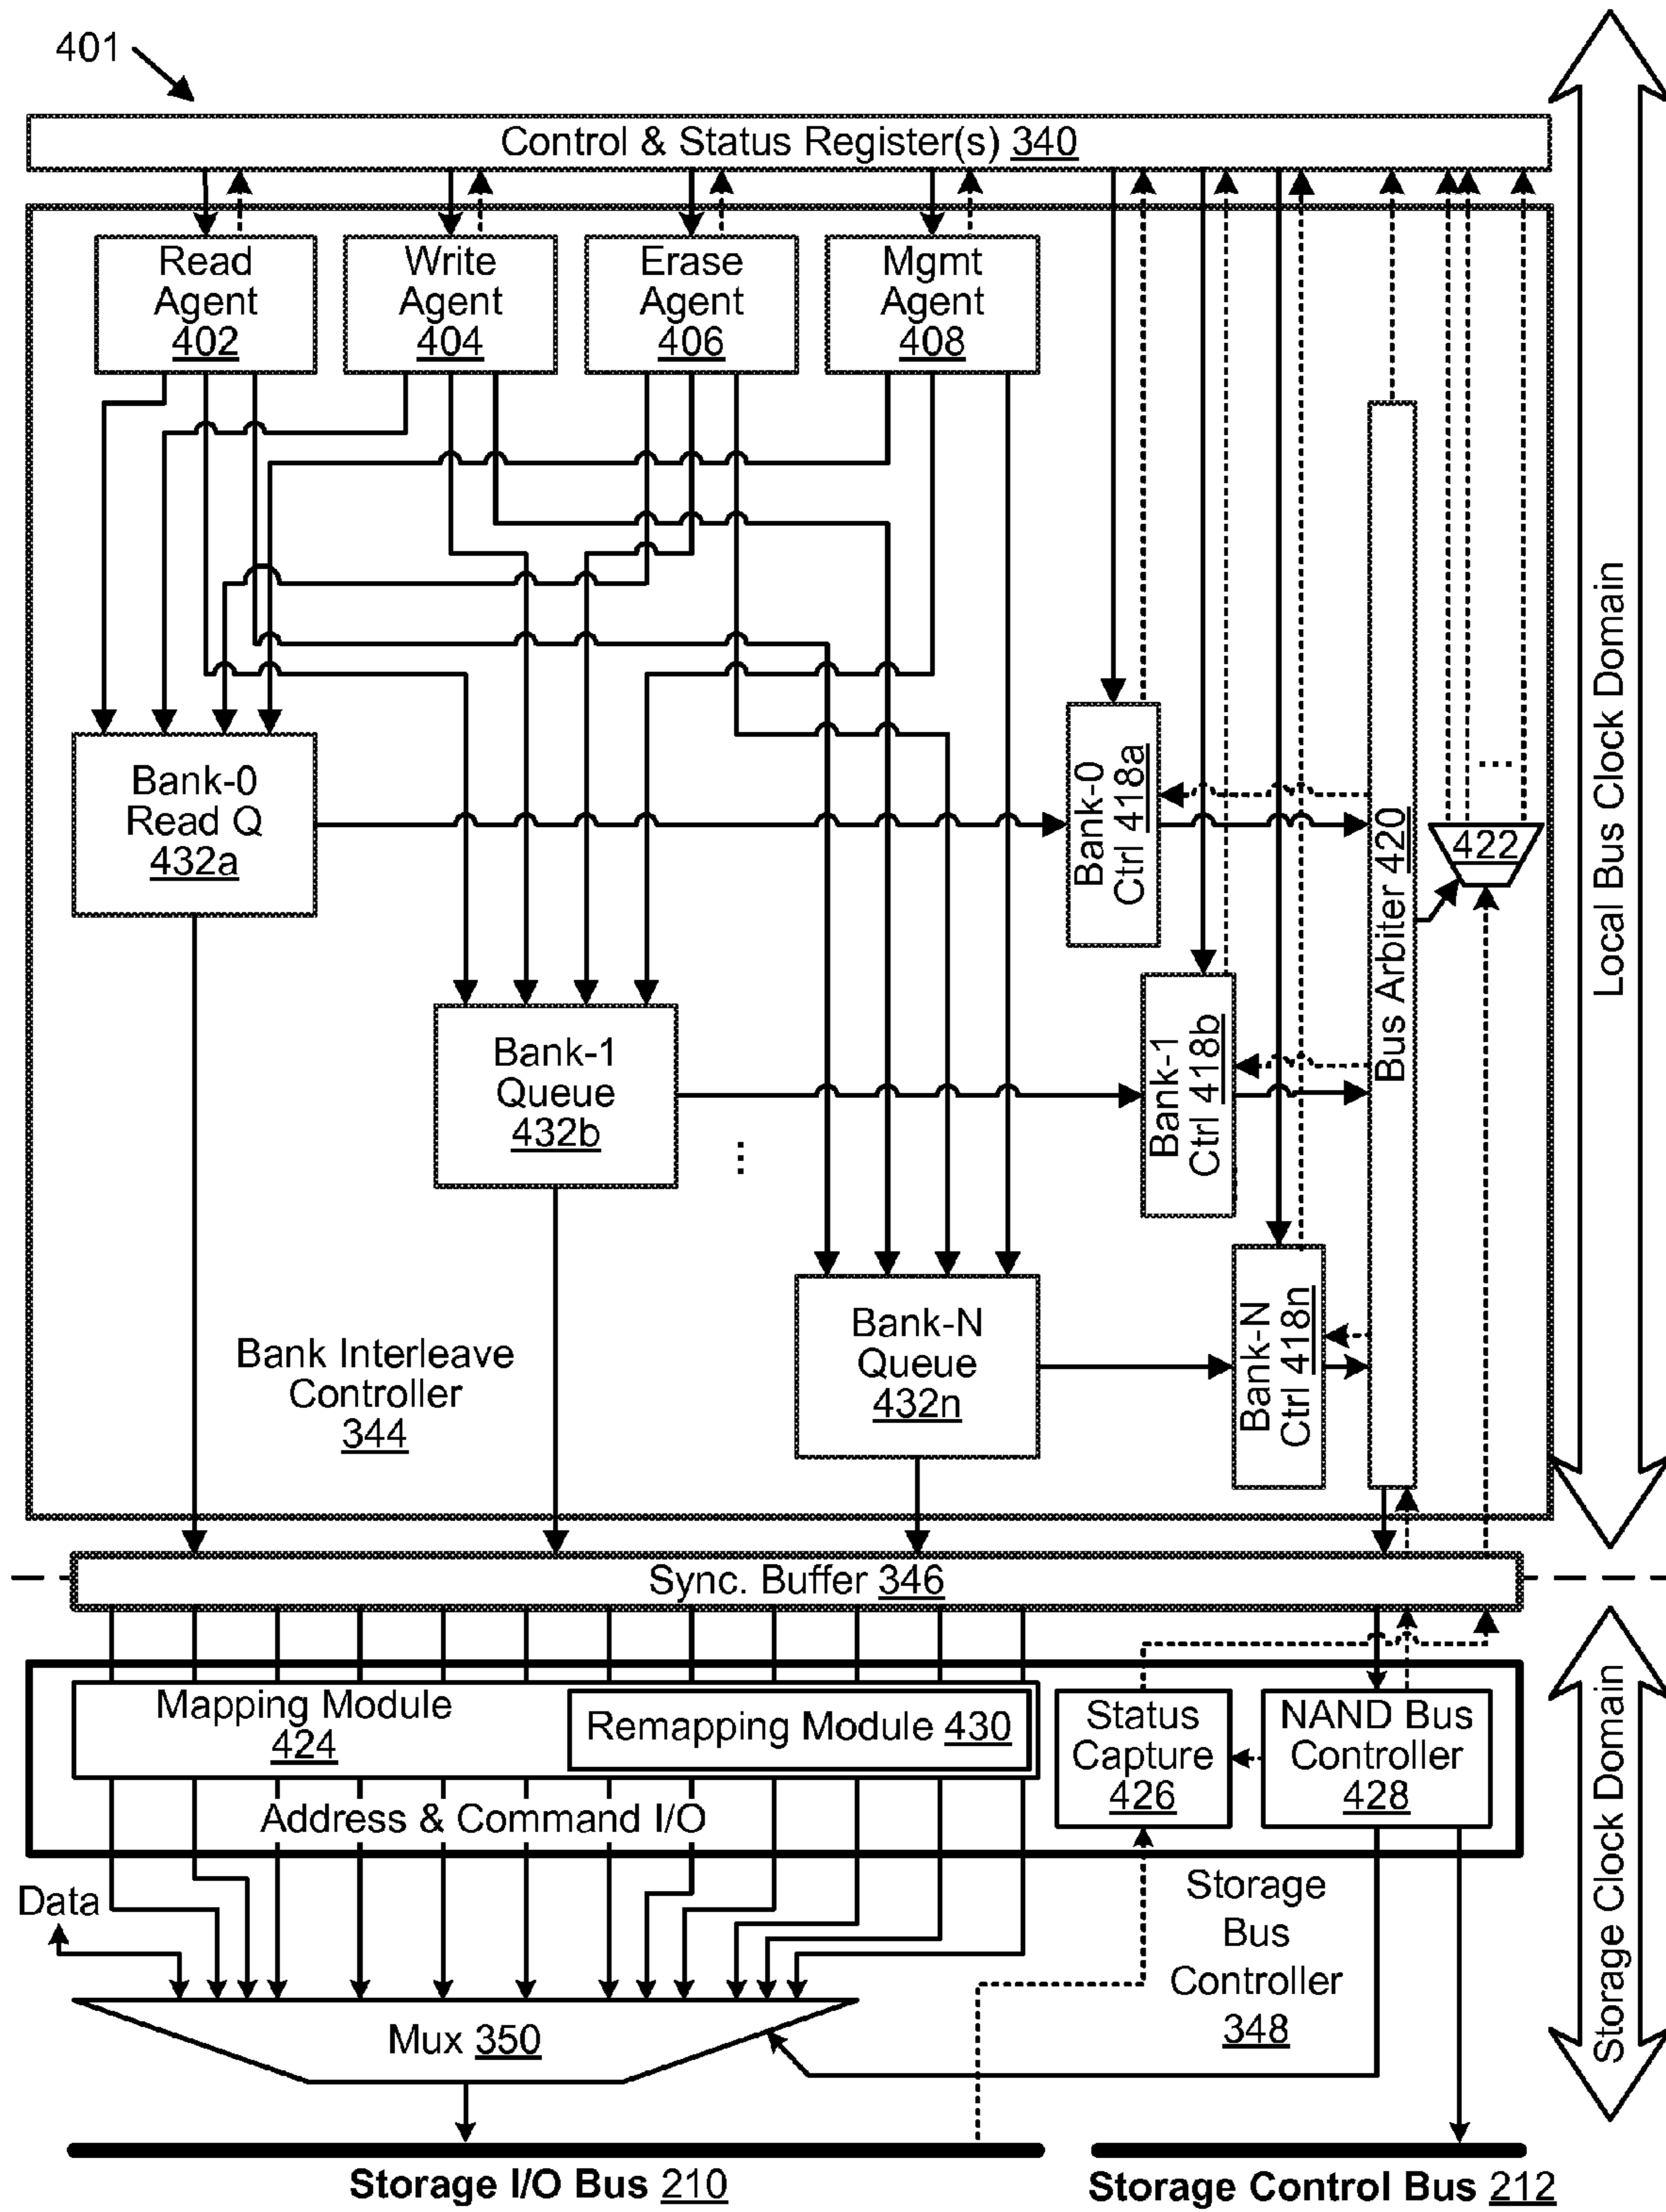 401
Control & Status Register(s) 340
Read
Agent
402
Write
Agent
404
Erase
Agent
406
Mgmt
Agent
408
Bank-0
Read Q
432a
Bank-0
Ctrl 418a
Bus Arbiter 420
...
422
Local Bus Clock Domain
Bank-1
Queue
432b
...
Bank-1
Ctrl 418b
Bank-N
Queue
432n
Bank-N
Ctrl 418n
Bank Interleave
Controller
344
Sync. Buffer 346
Mapping Module
424
Remapping Module 430
Status
Capture
426
NAND Bus
Controller
428
Address & Command I/O
Storage Clock Domain
Data
Storage
Bus
Controller
348
Mux 350
Storage I/O Bus 210
Storage Control Bus 212